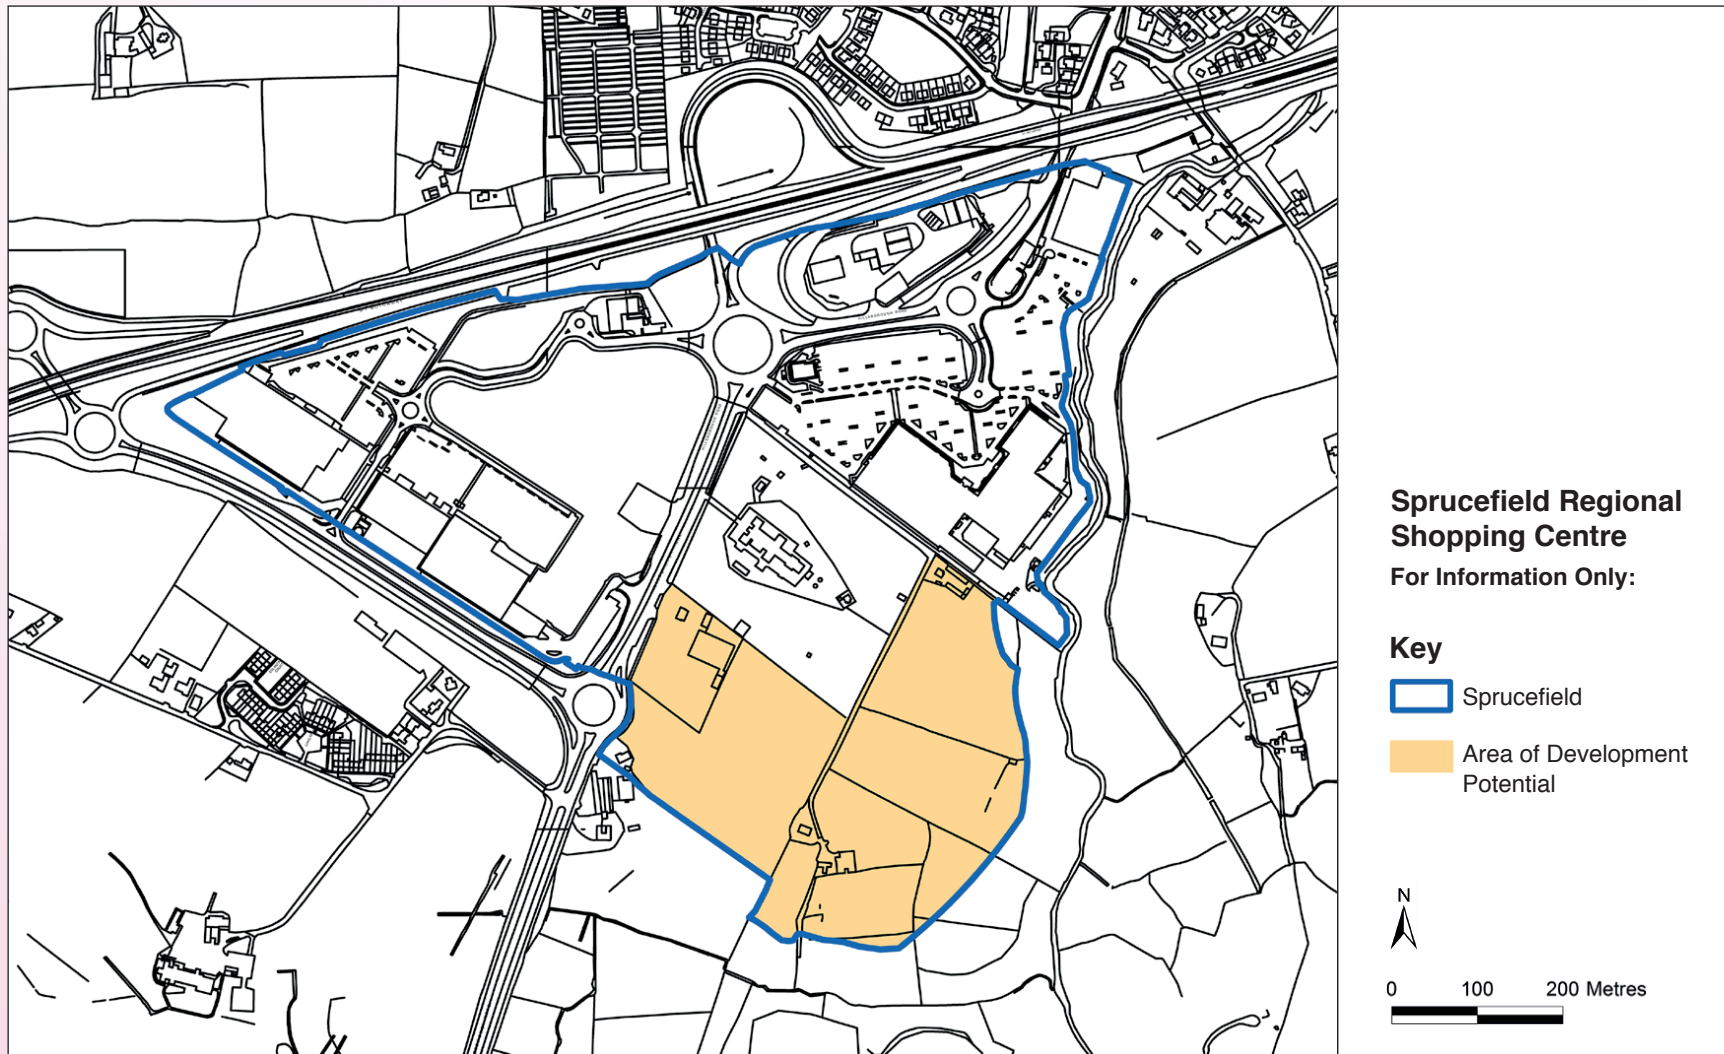 Sprucefield Regional
Shopping Centre
For Information Only:
Key
Sprucefield
Area of Development
Potential
N
0 100 200 Metres